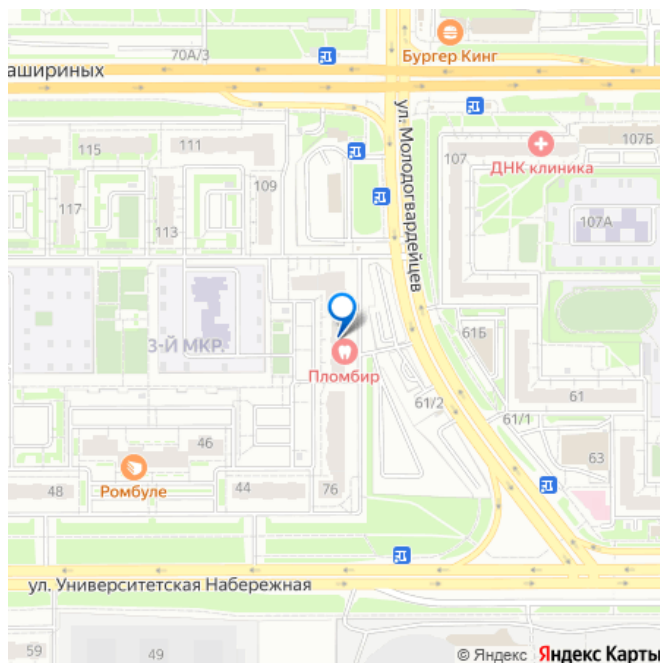 70А/3
Бургер Кинг
ашириных
ул. Молодогвардейцев
115
111
107
107Б
ДНК клиника
109
117
113
107А
3-Й МКР.
61Б
Пломбир
61/2
61
61/1
46
63
Ромбуле
48
44
76
ул. Университетская Набережная
59
49
© Яндекс
Яндекс Карты